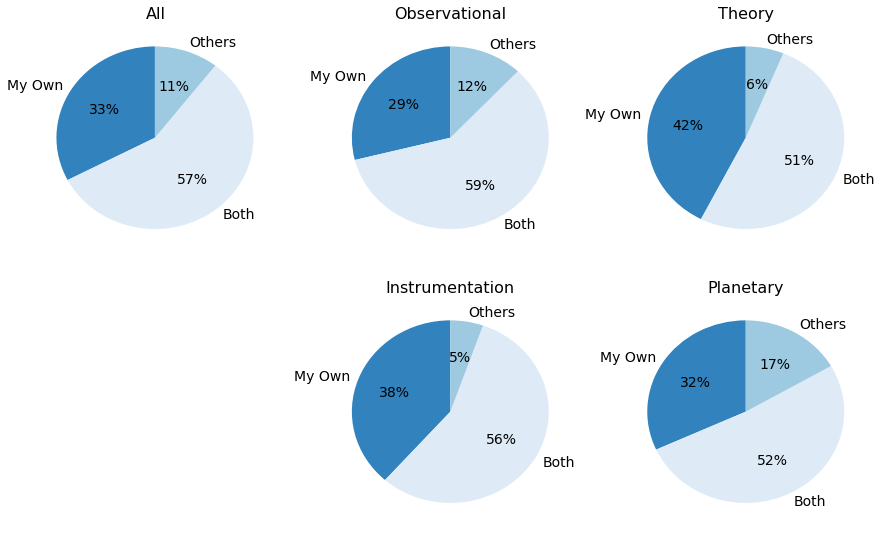 All
Others
My Own
11%
33%
57%
Both
Observational
Others
My Own
12%
29%
59%
Both
Theory
Others
6%
My Own
42%
51%
Both
Instrumentation
Others
5%
My Own
38%
56%
Both
Planetary
Others
My Own
17%
32%
52%
Both